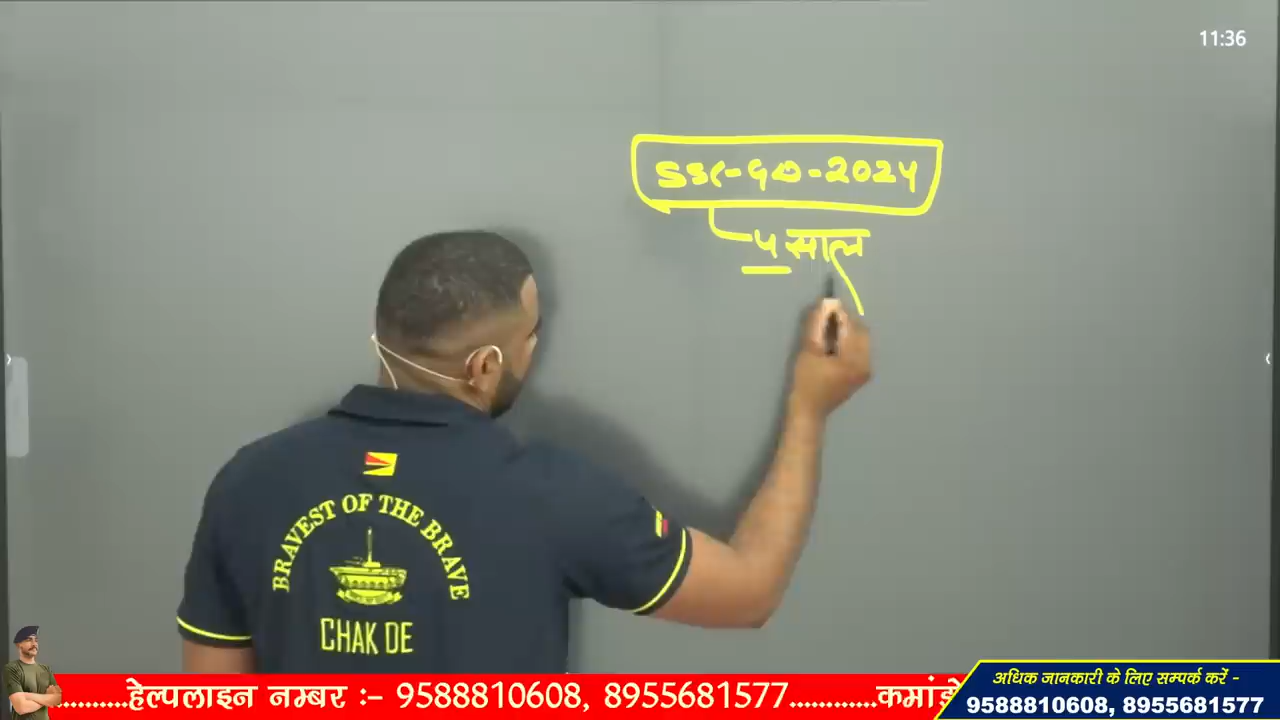 11:36
SSC-GD-2024
5 साल
BRAVEST OF THE BRAVE
CHAK DE
..........हेल्पलाइन नम्बर :– 9588810608, 8955681577.............कमांडो
अधिक जानकारी के लिए सम्पर्क करें -
9588810608, 8955681577